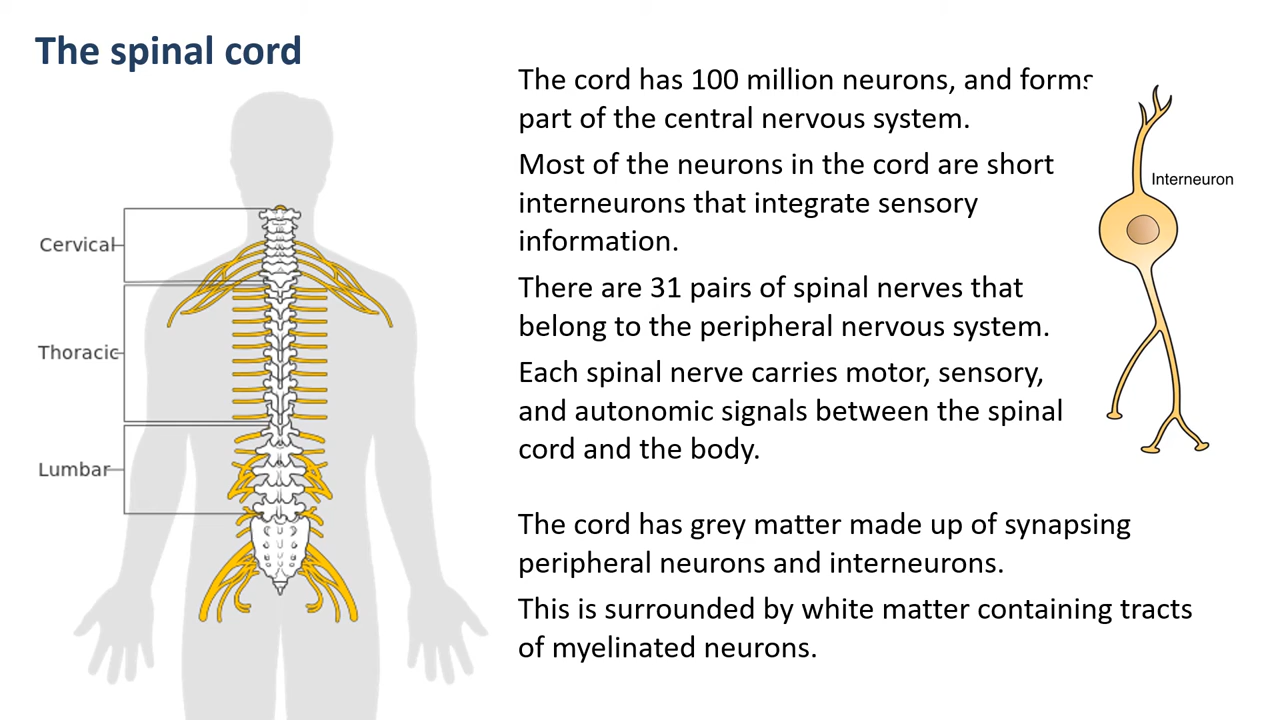 The spinal cord
The cord has 100 million neurons, and forms
part of the central nervous system.
Most of the neurons in the cord are short
interneurons that integrate sensory
information.
There are 31 pairs of spinal nerves that
belong to the peripheral nervous system.
Each spinal nerve carries motor, sensory,
and autonomic signals between the spinal
cord and the body.
The cord has grey matter made up of synapsing
peripheral neurons and interneurons.
This is surrounded by white matter containing tracts
of myelinated neurons.
Cervical
Thoracic
Lumbar
Interneuron